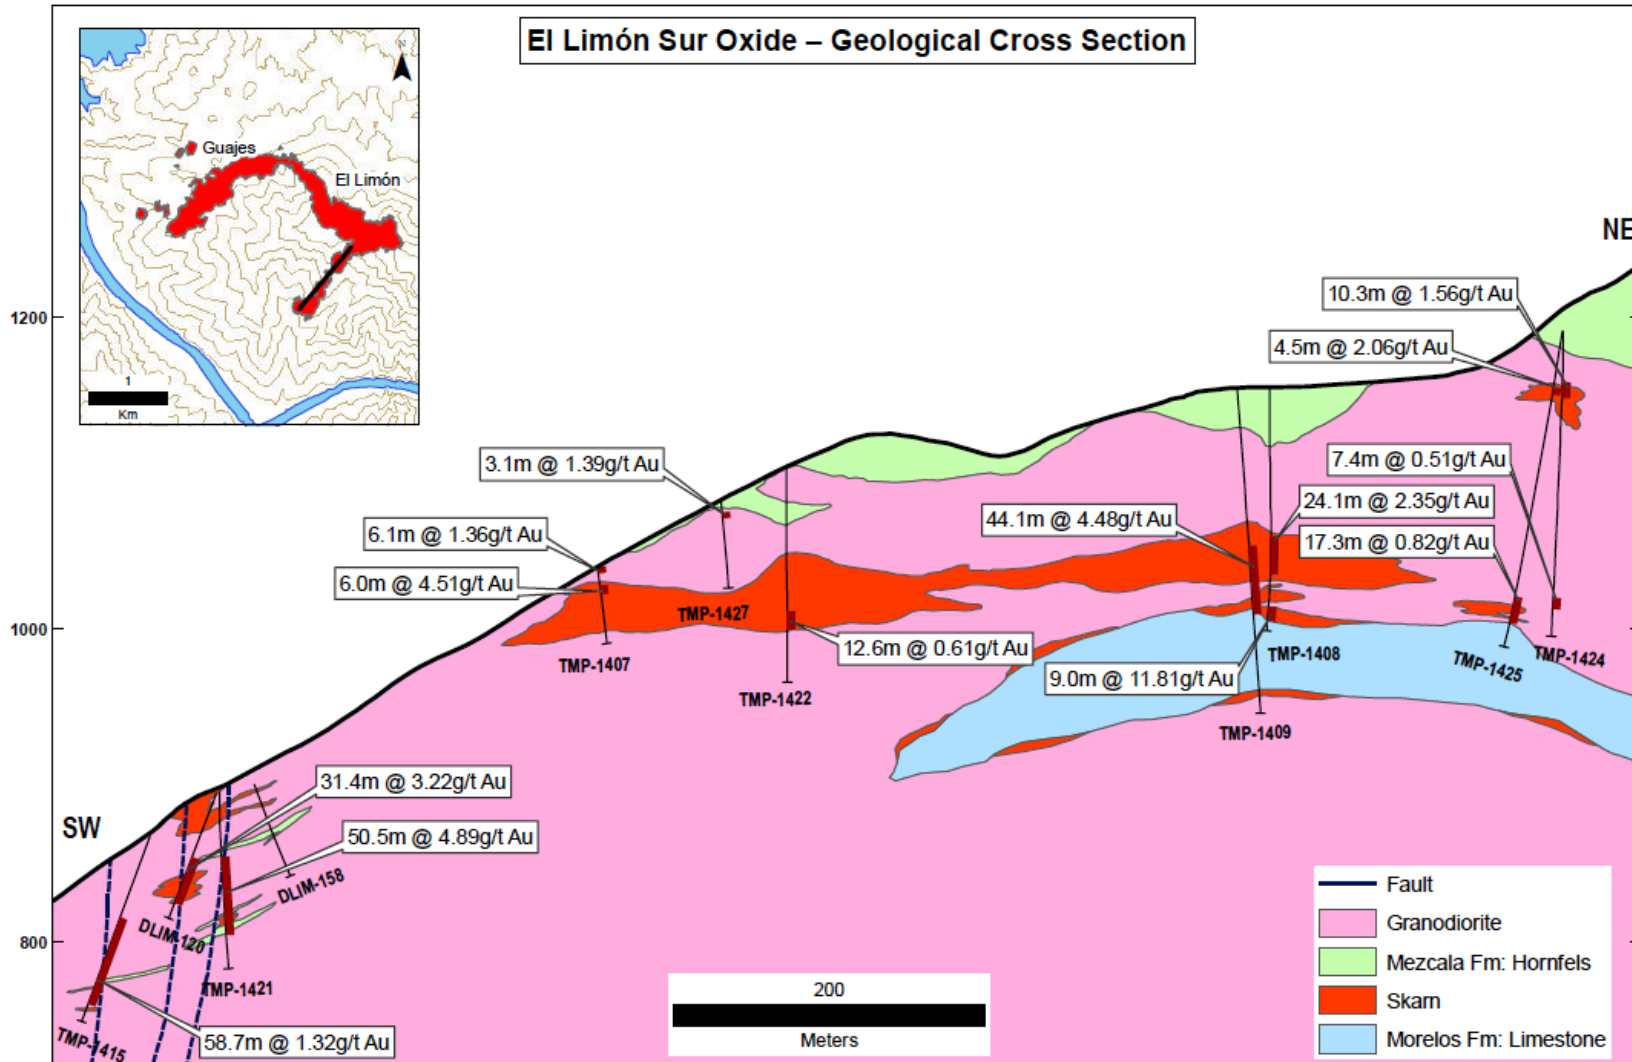 El Limón Sur Oxide – Geological Cross Section
N
Guajes
El Limón
1
Km
NE
10.3m @ 1.56g/t Au
1200
4.5m @ 2.06g/t Au
3.1m @ 1.39g/t Au
7.4m @ 0.51g/t Au
24.1m @ 2.35g/t Au
44.1m @ 4.48g/t Au
6.1m @ 1.36g/t Au
17.3m @ 0.82g/t Au
6.0m @ 4.51g/t Au
TMP-1427
1000
12.6m @ 0.61g/t Au
TMP-1407
TMP-1408
TMP-1425
TMP-1424
9.0m @ 11.81g/t Au
TMP-1422
TMP-1409
31.4m @ 3.22g/t Au
SW
50.5m @ 4.89g/t Au
DLIM-158
Fault
Granodiorite
DLIM-120
800
Mezcala Fm: Hornfels
TMP-1421
200
Skarn
Meters
TMP-1415
58.7m @ 1.32g/t Au
Morelos Fm: Limestone